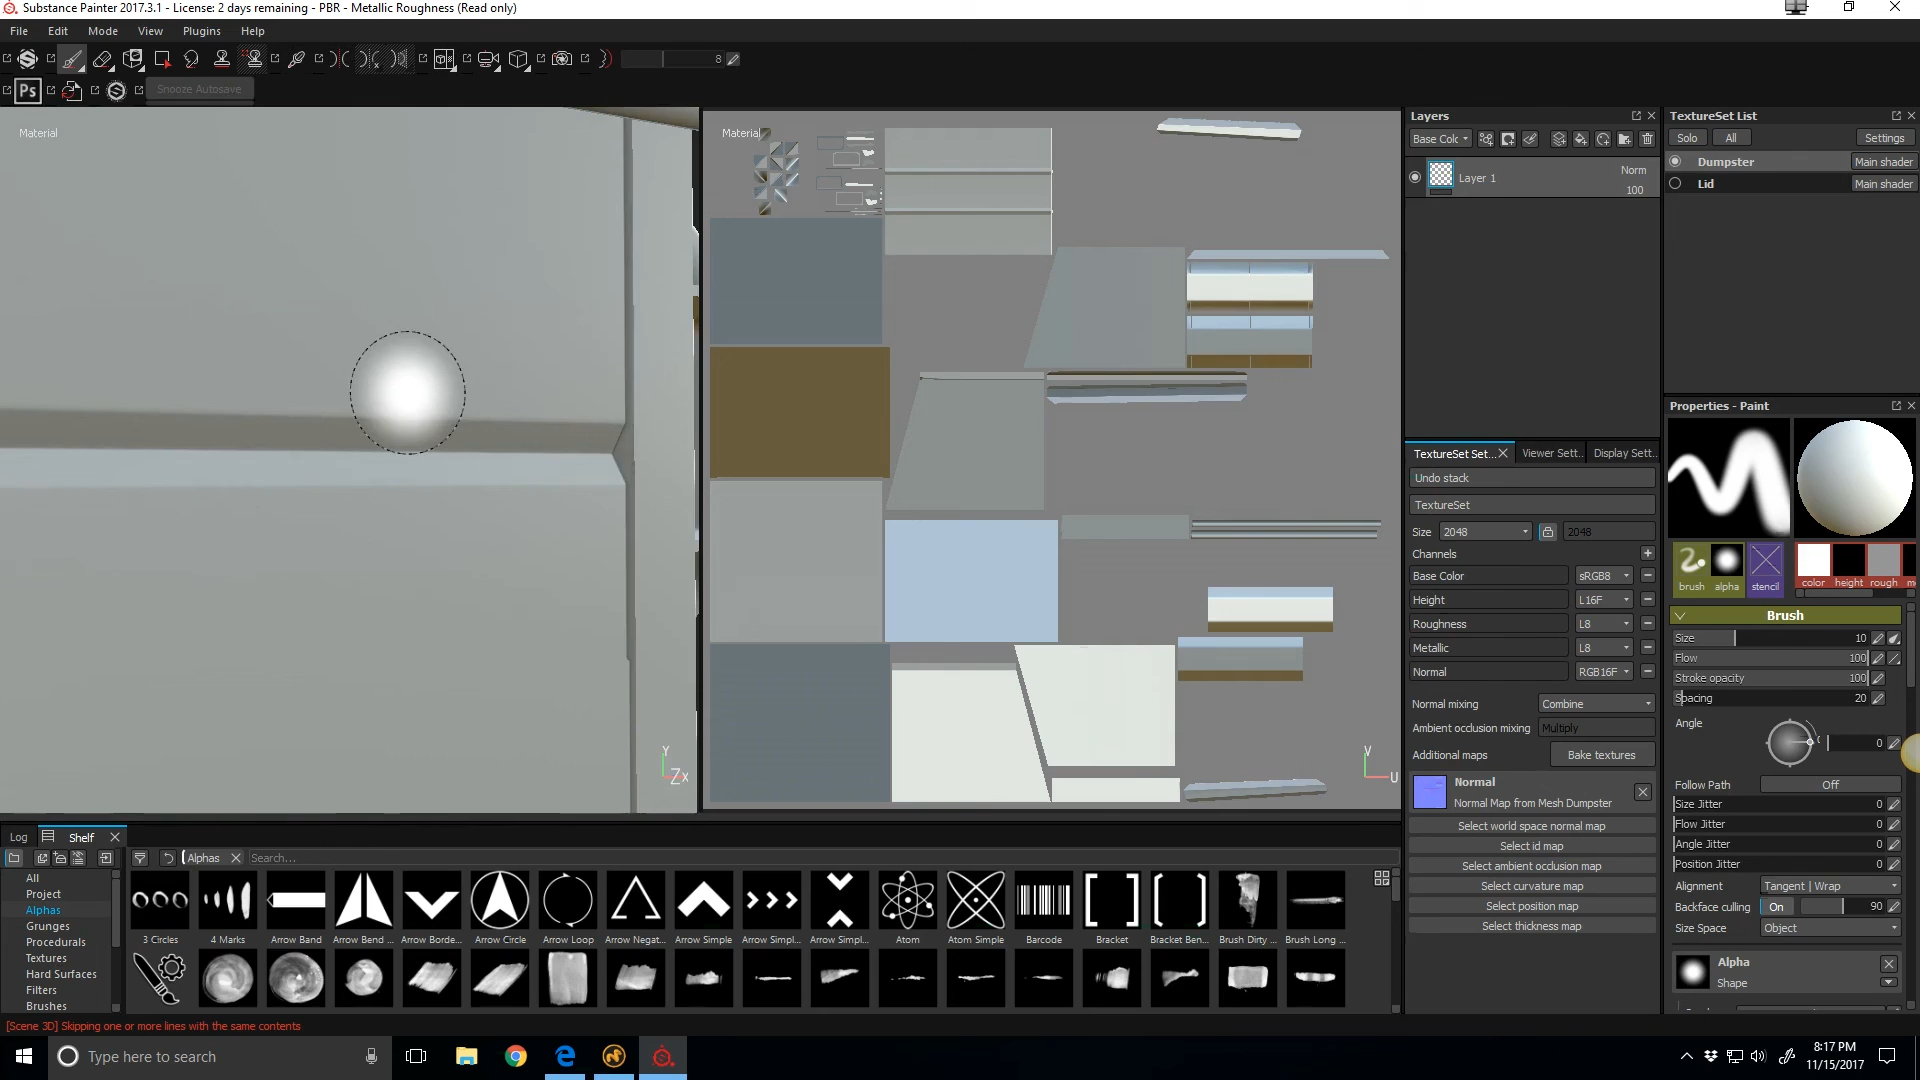 Substance Painter 2017.3.1 - License: 2 days remaining - PBR - Metallic Roughness (Read only)
File Edit Mode View Plugins Help
8
Ps Snooze Autosave
Material
Material
Y
Z X
V
U
Layers
Base Colc
Layer 1
Norm
100
TextureSet List
Solo All Settings
Dumpster Main shader
Lid Main shader
TextureSet Set... Viewer Sett.. Display Sett..
Undo stack
TextureSet
Size 2048 2048
Channels
Base Color sRGB8
Height L16F
Roughness L8
Metallic L8
Normal RGB16F
Normal mixing Combine
Ambient occlusion mixing Multiply
Additional maps Bake textures
Normal
Normal Map from Mesh Dumpster
Select world space normal map
Select id map
Select ambient occlusion map
Select curvature map
Select position map
Select thickness map
Properties - Paint
brush alpha stencil color height rough m
Brush
Size 10
Flow 100
Stroke opacity 100
Spacing 20
Angle 0
Follow Path Off
Size Jitter 0
Flow Jitter 0
Angle Jitter 0
Position Jitter 0
Alignment Tangent | Wrap
Backface culling On 90
Size Space Object
Alpha
Shape
Log Shelf
Alphas Search...
All
Project
Alphas
Grunges
Procedurals
Textures
Hard Surfaces
Filters
Brushes
3 Circles 4 Marks Arrow Band Arrow Bend ... Arrow Borde... Arrow Circle Arrow Loop Arrow Negat... Arrow Simple Arrow Simpl... Arrow Simpl... Atom Atom Simple Barcode Bracket Bracket Ben... Brush Dirty ... Brush Long ...
[Scene 3D] Skipping one or more lines with the same contents
Type here to search
8:17 PM
11/15/2017